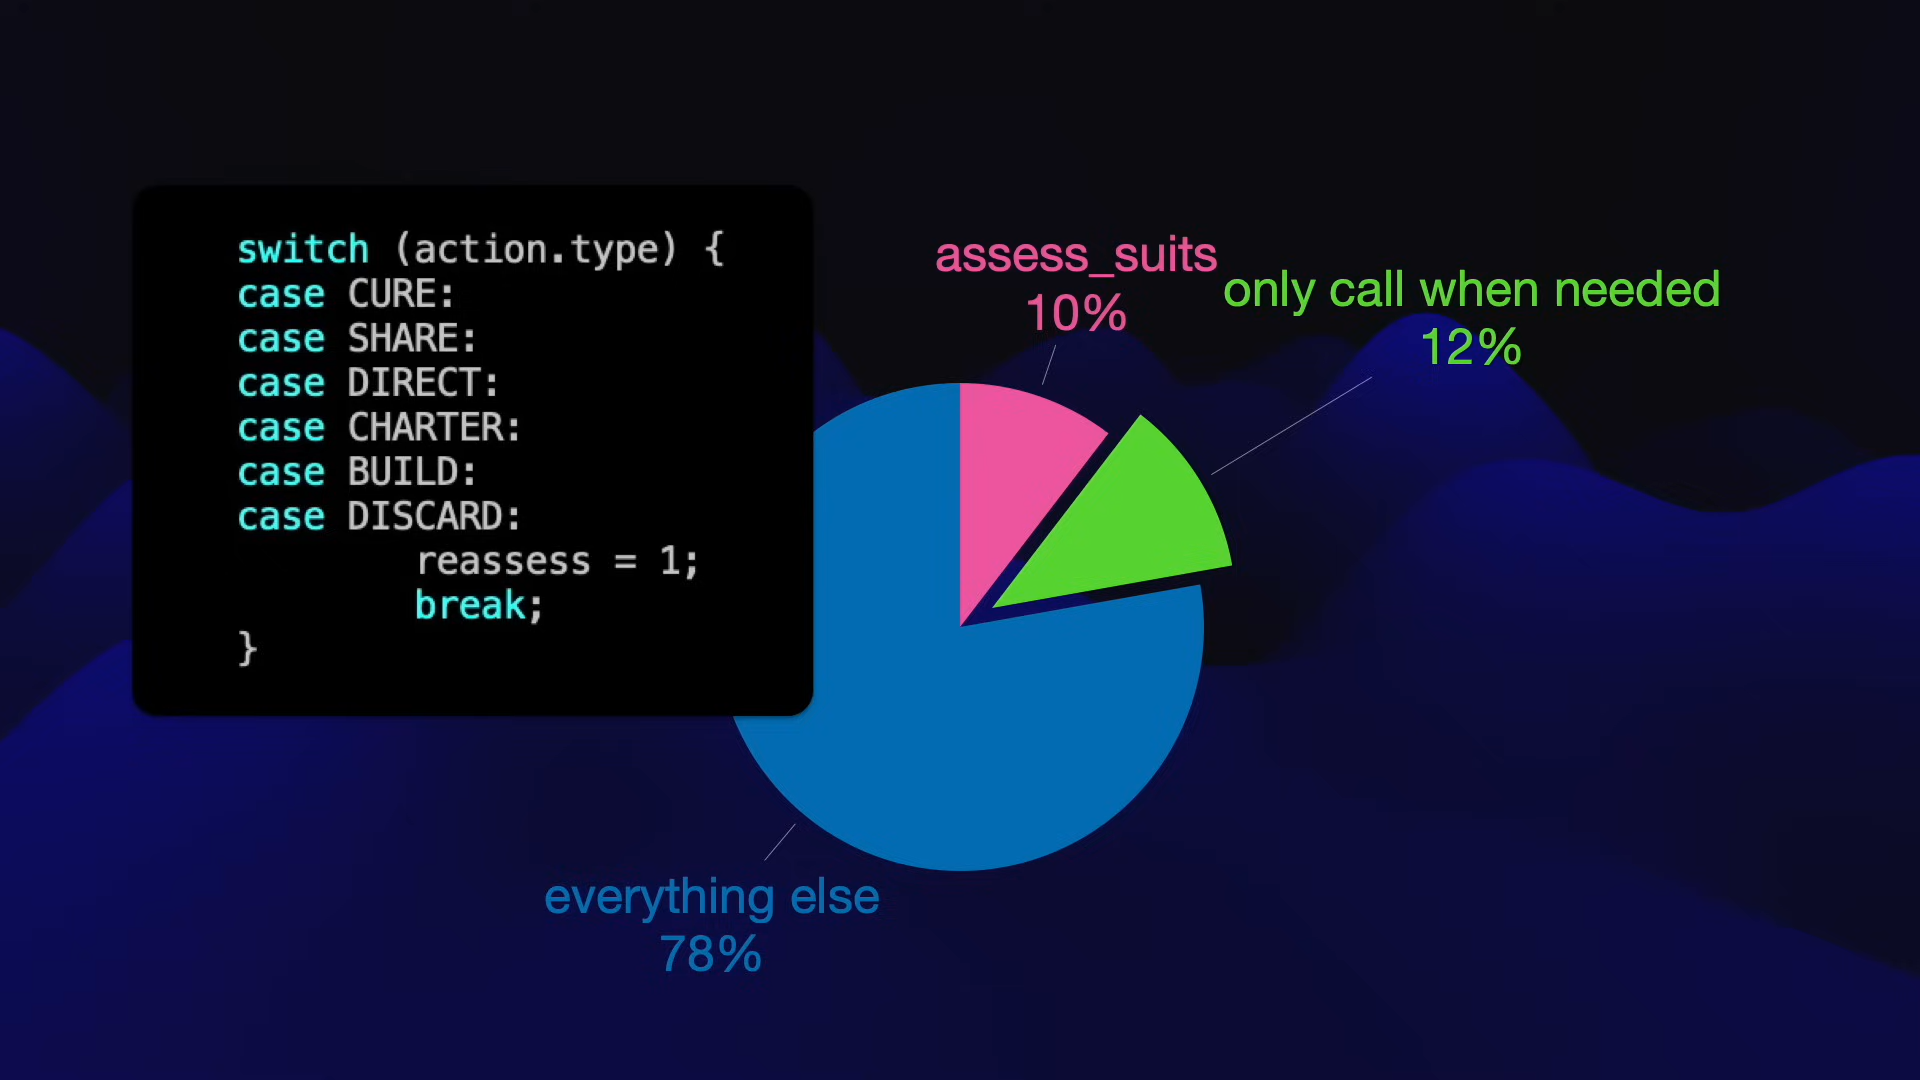 switch (action.type) {
case CURE:
case SHARE:
case DIRECT:
case CHARTER:
case BUILD:
case DISCARD:
reassess = 1;
break;
}
assess_suits
10%
only call when needed
12%
everything else
78%